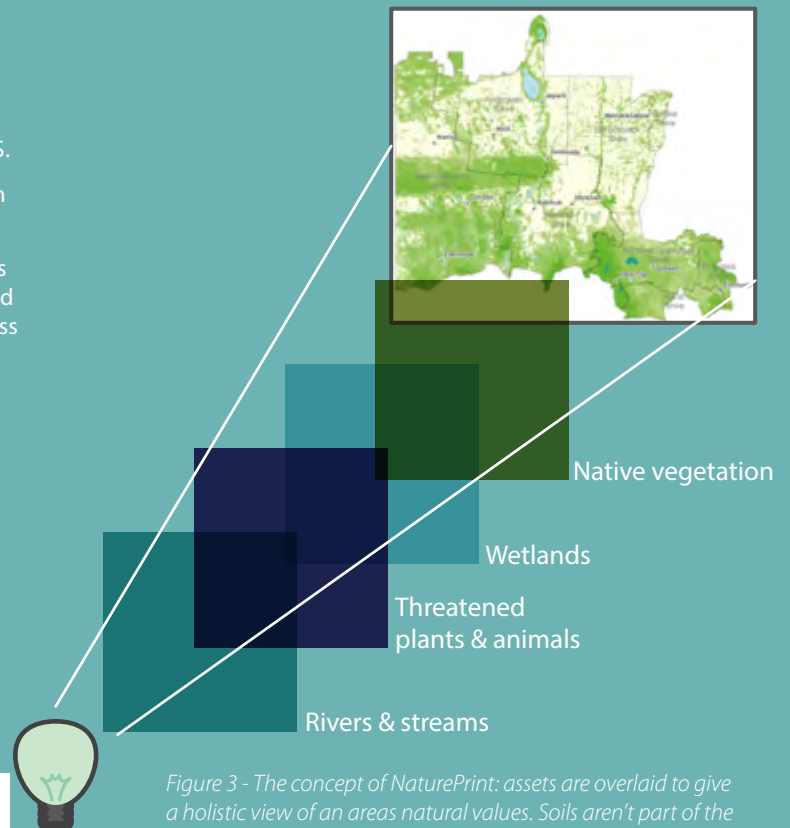 S.
n
s
d
ss
Native vegetation
Wetlands
Threatened
plants & animals
Rivers & streams
Figure 3 - The concept of NaturePrint: assets are overlaid to give
a holistic view of an areas natural values. Soils aren't part of the